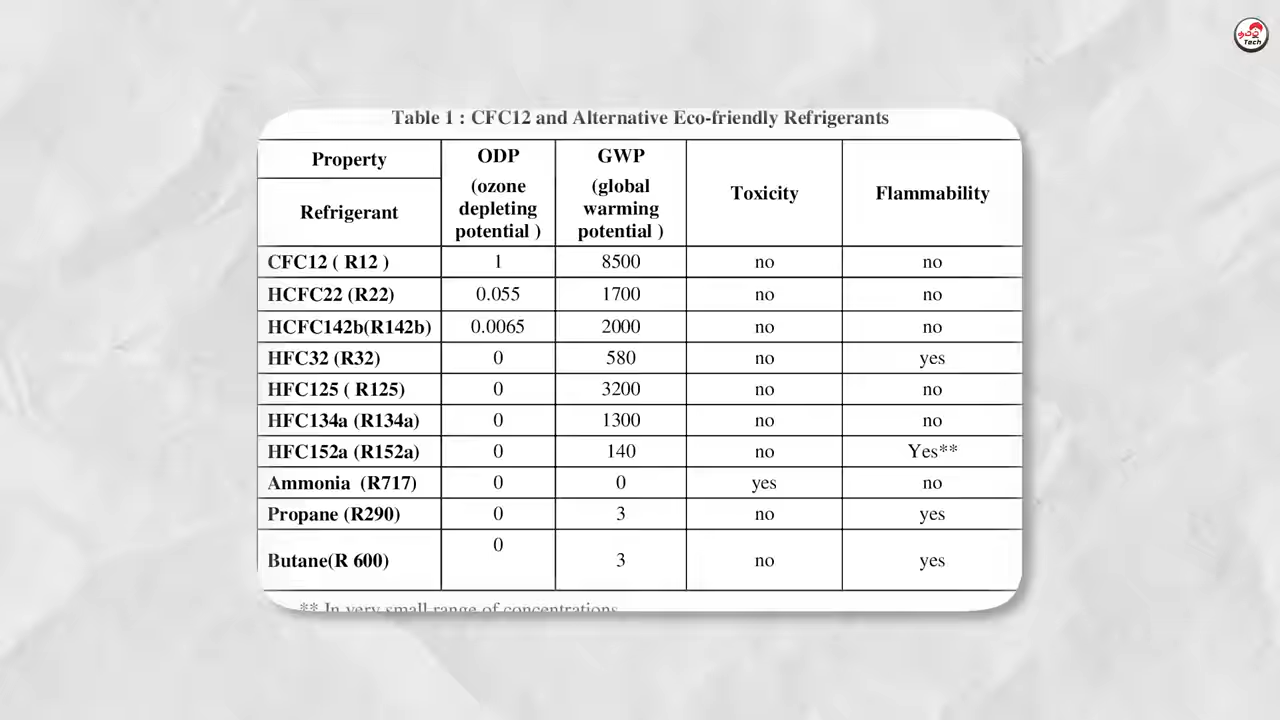 தமிழ்
Tech
Table 1 : CFC12 and Alternative Eco-friendly Refrigerants
Property ODP GWP Toxicity Flammability
Refrigerant (ozone depleting potential ) (global warming potential )
CFC12 ( R12 ) 1 8500 no no
HCFC22 (R22) 0.055 1700 no no
HCFC142b(R142b) 0.0065 2000 no no
HFC32 (R32) 0 580 no yes
HFC125 ( R125) 0 3200 no no
HFC134a (R134a) 0 1300 no no
HFC152a (R152a) 0 140 no Yes**
Ammonia (R717) 0 0 yes no
Propane (R290) 0 3 no yes
Butane(R 600) 0 3 no yes
** In very small range of concentrations